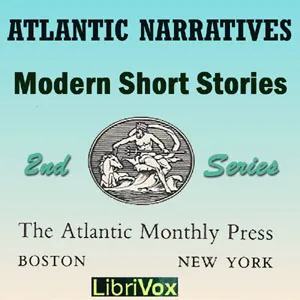 ATLANTIC NARRATIVES
Modern Short Stories
2nd Series
The Atlantic Monthly Press
BOSTON NEW YORK
LibriVox